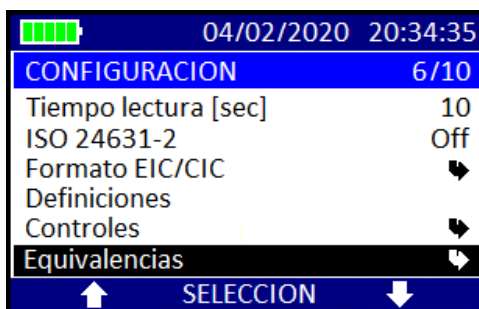 04/02/2020 20:34:35
CONFIGURACION 6/10
Tiempo lectura [sec] 10
ISO 24631-2 Off
Formato EIC/CIC
Definiciones
Controles
Equivalencias
SELECCION